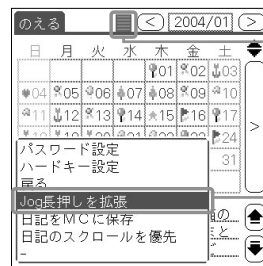 のえる < 2004/01 >
日 月 火 水 木 金 土
01 02 03
04 05 06 07 08 09 10
11 12 13 14 15 16 17
24
31
>
パスワード設定
ハードキー設定
戻る
Jog長押しを拡張
日記をMCに保存
日記のスクロールを優先
-